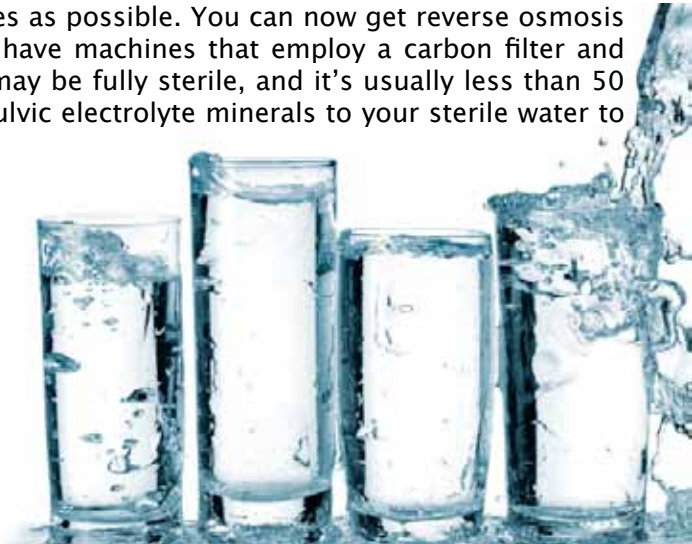 es as possible. You can now get reverse osmosis
have machines that employ a carbon filter and
may be fully sterile, and it’s usually less than 50
ulvic electrolyte minerals to your sterile water to